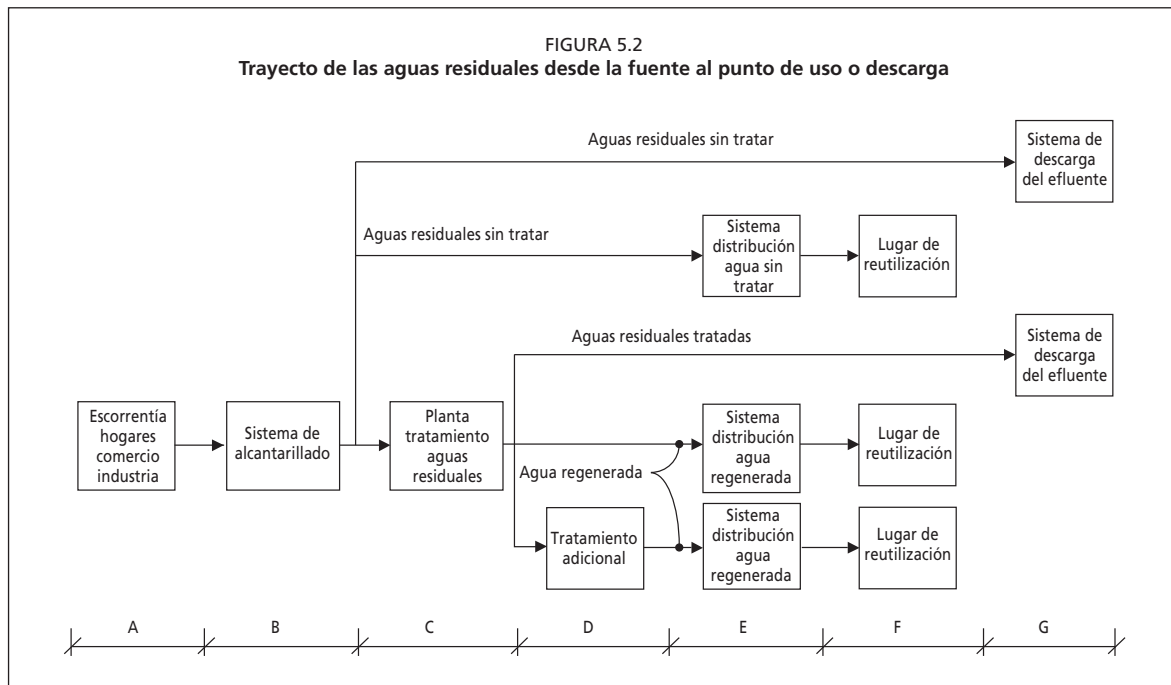 FIGURA 5.2
Trayecto de las aguas residuales desde la fuente al punto de uso o descarga
Aguas residuales sin tratar
Sistema de
descarga
del efluente
Aguas residuales sin tratar
Sistema
distribución
agua sin
tratar
Lugar de
reutilización
Aguas residuales tratadas
Sistema de
descarga
del efluente
Escorrentía
hogares
comercio
industria
Sistema de
alcantarillado
Planta
tratamiento
aguas
residuales
Agua regenerada
Sistema
distribución
agua
regenerada
Lugar de
reutilización
Tratamiento
adicional
Sistema
distribución
agua
regenerada
Lugar de
reutilización
A B C D E F G